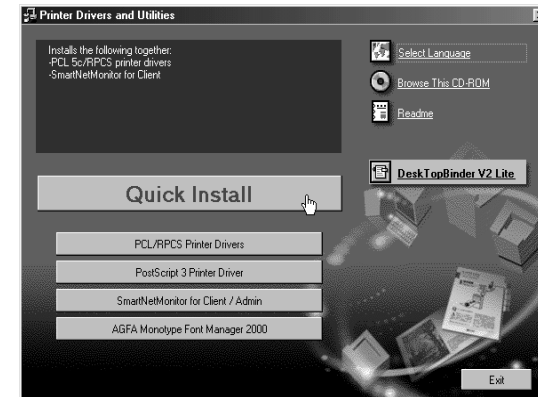 Printer Drivers and Utilities
Installs the following together:
-PCL 5c/RPCS printer drivers
-SmartNetMonitor for Client
Select Language
Browse This CD-ROM
Readme
DeskTopBinder V2 Lite
Quick Install
PCL/RPCS Printer Drivers
PostScript 3 Printer Driver
SmartNetMonitor for Client / Admin
AGFA Monotype Font Manager 2000
Exit